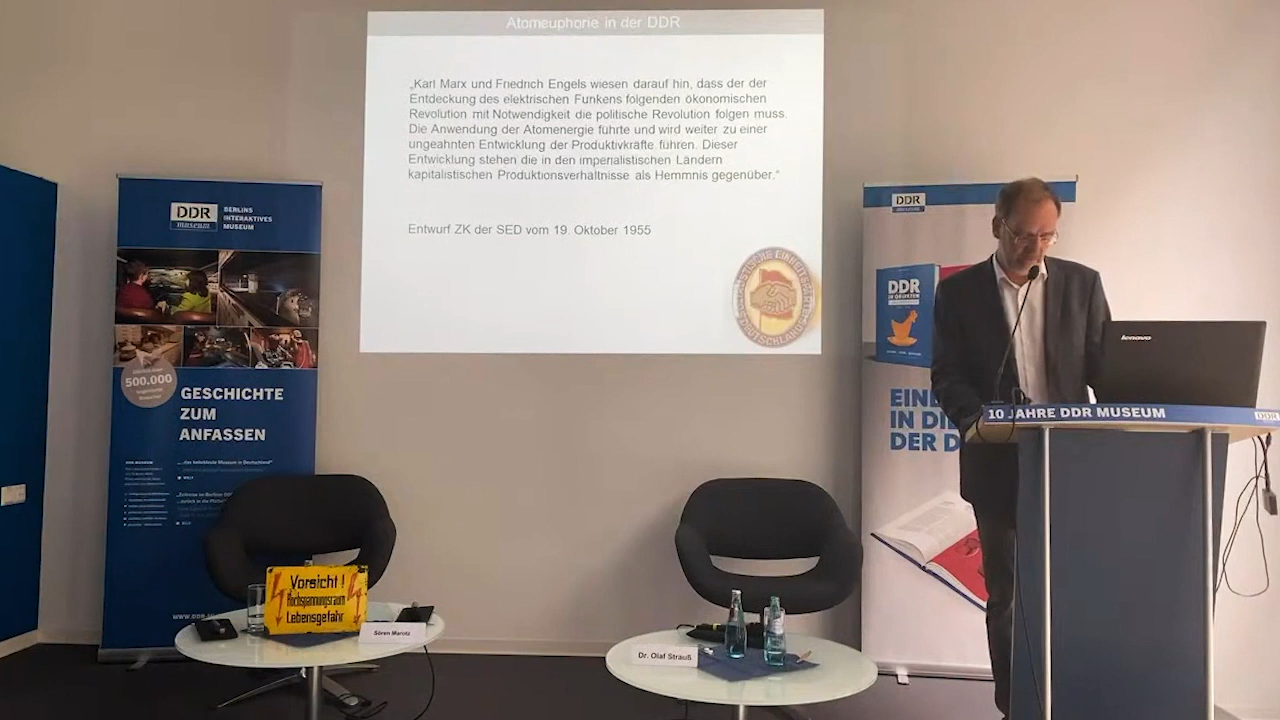 Atomeuphorie in der DDR
„Karl Marx und Friedrich Engels wiesen darauf hin, dass der der
Entdeckung des elektrischen Funkens folgenden ökonomischen
Revolution mit Notwendigkeit die politische Revolution folgen muss.
Die Anwendung der Atomenergie führte und wird weiter zu einer
ungeahnten Entwicklung der Produktivkräfte führen. Dieser
Entwicklung stehen die in den imperialistischen Ländern
kapitalistischen Produktionsverhältnisse als Hemmnis gegenüber."
Entwurf ZK der SED vom 19. Oktober 1955
DDR
museum
BERLINS
INTERAKTIVES
MUSEUM
500.000
GESCHICHTE
ZUM
ANFASSEN
Vorsicht!
Hochspannungsraum
Lebensgefahr
Sören Marotz
Dr. Olaf Strauß
DDR
museum
DDR
EINE
IN DIE
DER D
lenovo
10 JAHRE DDR MUSEUM
DDR